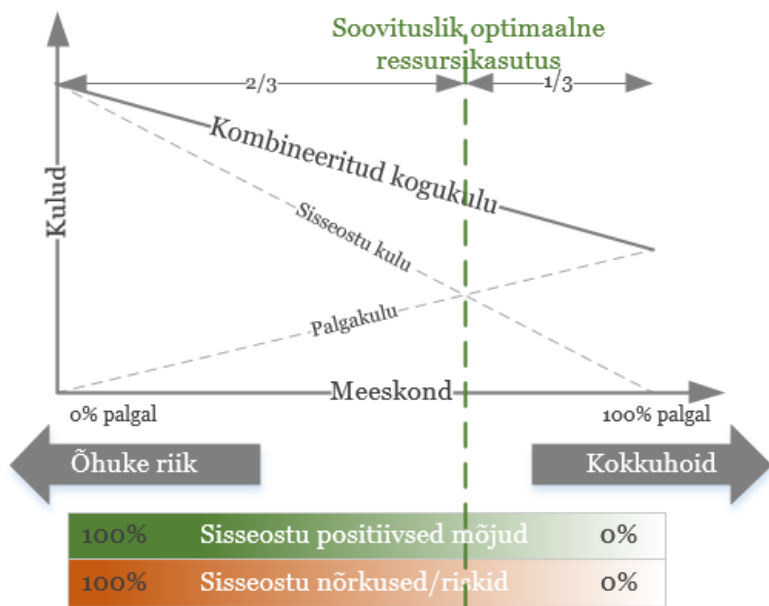 Soovituslik optimaalne
ressursikasutus
2/3
1/3
Kulud
Kombineeritud kogukulu
Sisseostu kulu
Palgakulu
Meeskond
0% palgal
100% palgal
Õhuke riik
Kokkuhoid
100% Sisseostu positiivsed mõjud 0%
100% Sisseostu nõrkused/riskid 0%